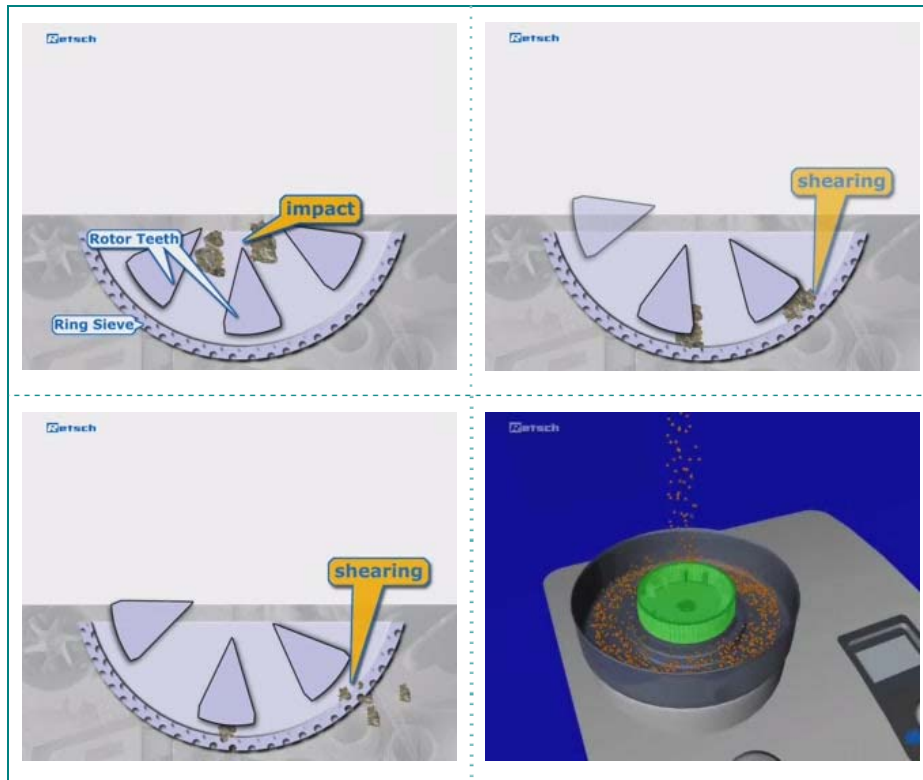 Retsch
impact
Rotor Teeth
Ring Sieve
Retsch
shearing
Retsch
shearing
Retsch